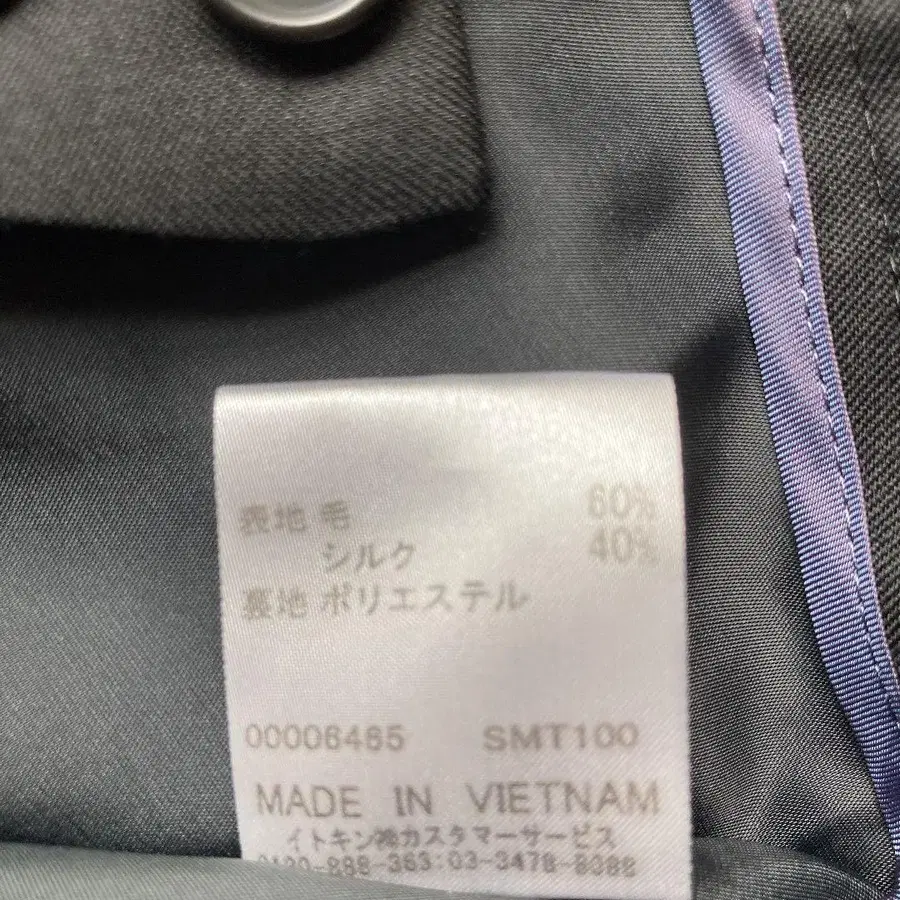 表地 毛 60%
シルク 40%
裏地 ポリエステル
00006465 SMT100
MADE IN VIETNAM
イトキン㈱カスタマーサービス
0120-888-363:03-3478-8088